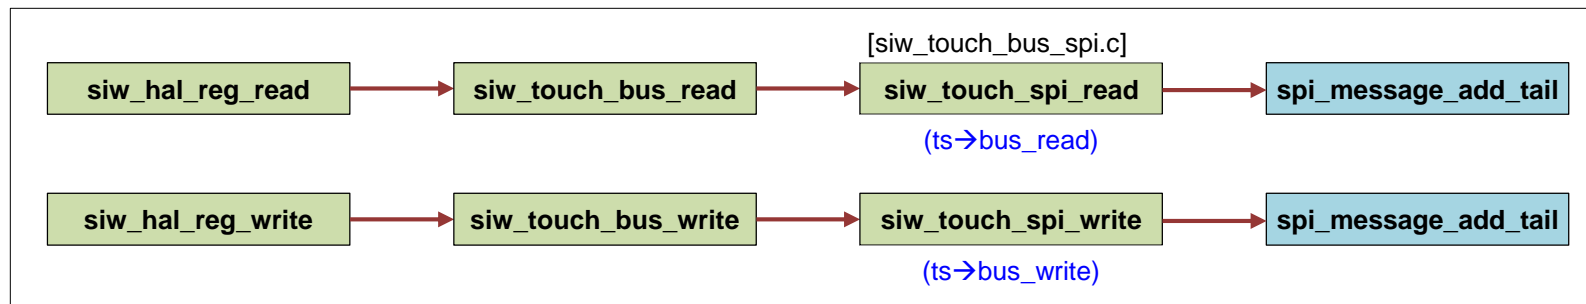 [siw_touch_bus_spi.c]
siw_hal_reg_read siw_touch_bus_read siw_touch_spi_read spi_message_add_tail
(ts→bus_read)
siw_hal_reg_write siw_touch_bus_write siw_touch_spi_write spi_message_add_tail
(ts→bus_write)